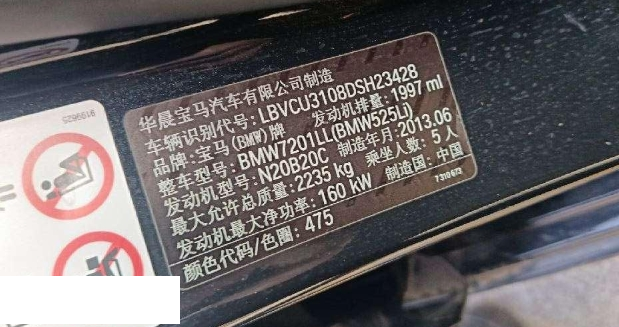 华晨宝马汽车有限公司制造
车辆识别代号: LBVCU3108DSH23428
品牌: 宝马(BMW)牌 发动机排量: 1997 ml
整车型号: BMW7201LL(BMW525Li)
发动机型号: N20B20C 制造年月: 2013.06
最大允许总质量: 2235 kg 乘坐人数: 5 人
发动机最大净功率: 160 kW 制造国: 中国
颜色代码/色圈: 475
7 310 673